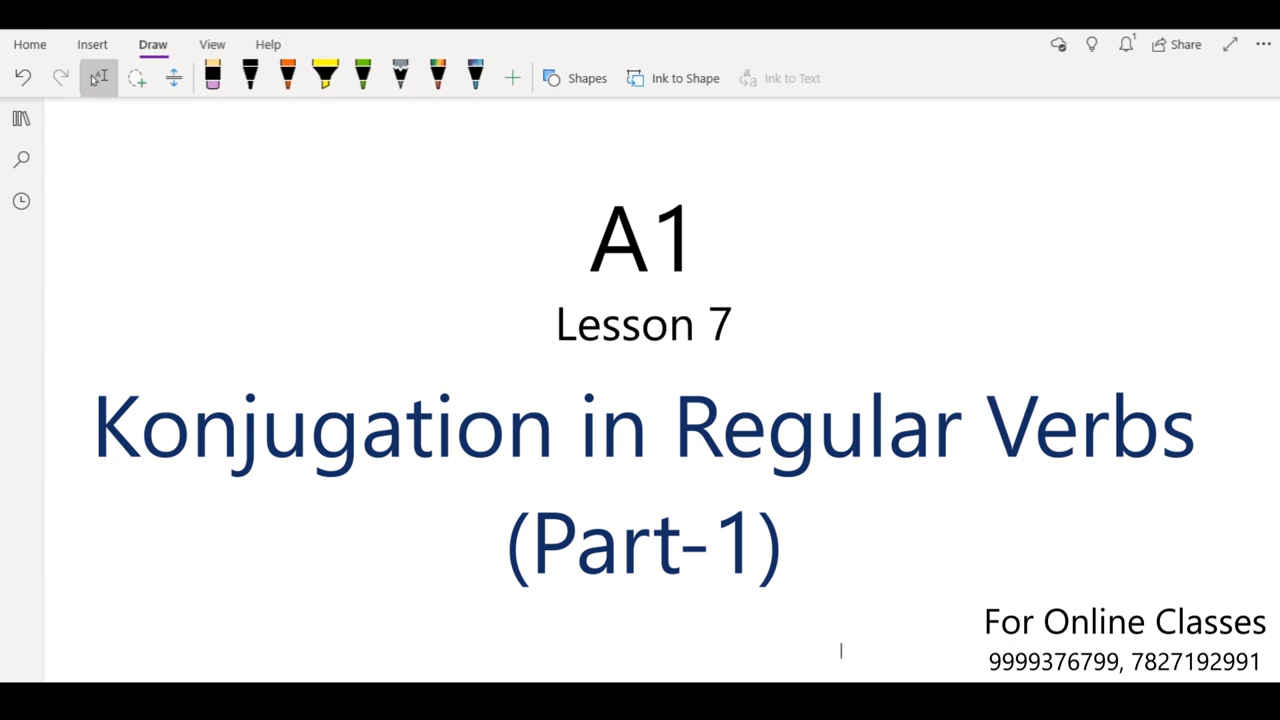 Home Insert Draw View Help
1 Share
Shapes Ink to Shape Ink to Text
A1
Lesson 7
Konjugation in Regular Verbs
(Part-1)
For Online Classes
9999376799, 7827192991